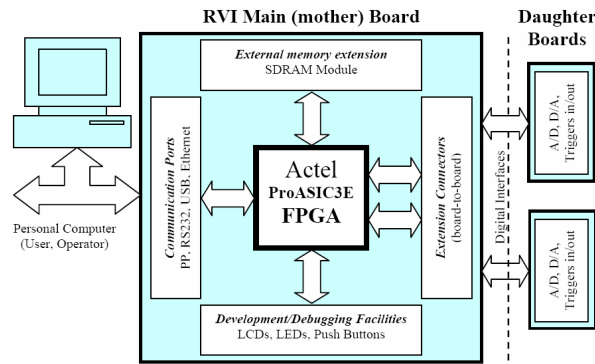 RVI Main (mother) Board
Daughter
Boards
External memory extension
SDRAM Module
Communication Ports
PP, RS232, USB, Ethernet
Actel
ProASIC3E
FPGA
Extension Connectors
(board-to-board)
Digital Interfaces
A/D, D/A,
Triggers in/out
A/D, D/A,
Triggers in/out
Personal Computer
(User, Operator)
Development/Debugging Facilities
LCDs, LEDs, Push Buttons